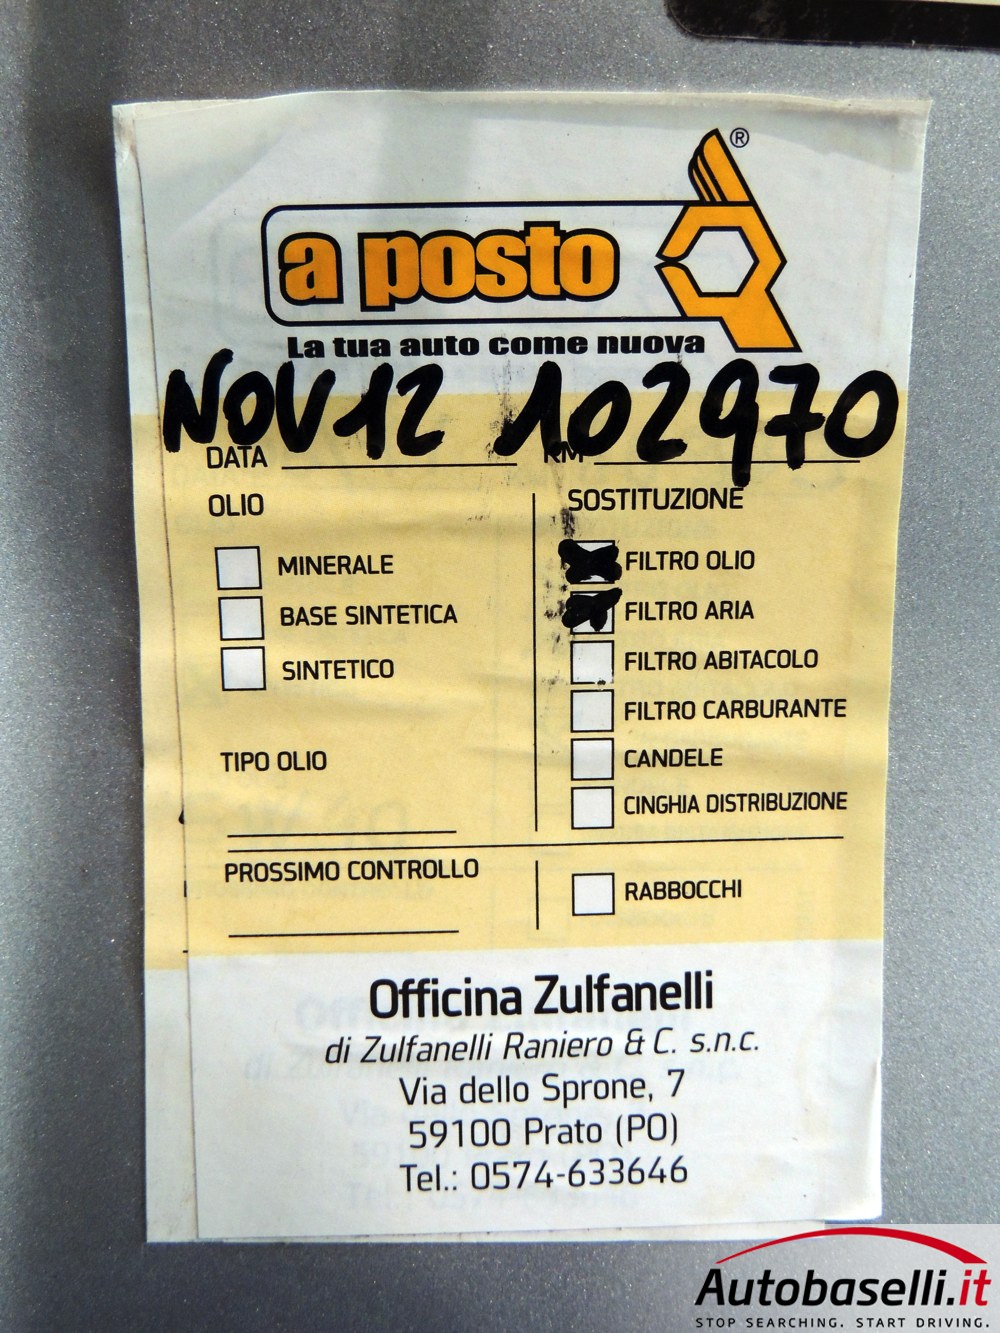 ®
a posto
La tua auto come nuova
NOV 12 102970
DATA KM
OLIO
MINERALE
BASE SINTETICA
SINTETICO
TIPO OLIO
PROSSIMO CONTROLLO
SOSTITUZIONE
FILTRO OLIO
FILTRO ARIA
FILTRO ABITACOLO
FILTRO CARBURANTE
CANDELE
CINGHIA DISTRIBUZIONE
RABBOCCHI
Officina Zulfanelli
di Zulfanelli Raniero & C. s.n.c.
Via dello Sprone, 7
59100 Prato (PO)
Tel.: 0574-633646
Autobaselli.it
STOP SEARCHING. START DRIVING.